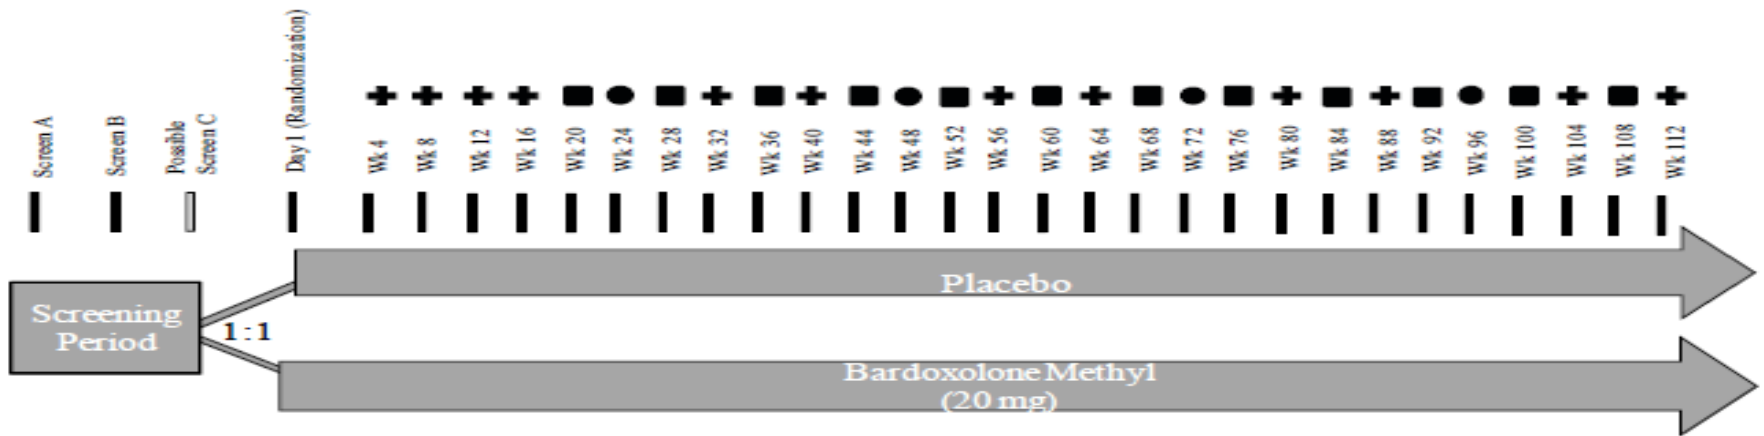 Screen A
Screen B
Possible
Screen C
Day 1 (Randomization)
Wk 4
Wk 8
Wk 12
Wk 16
Wk 20
Wk 24
Wk 28
Wk 32
Wk 36
Wk 40
Wk 44
Wk 48
Wk 52
Wk 56
Wk 60
Wk 64
Wk 68
Wk 72
Wk 76
Wk 80
Wk 84
Wk 88
Wk 92
Wk 96
Wk 100
Wk 104
Wk 108
Wk 112
Placebo
Screening
Period
1:1
Bardoxolone Methyl
(20 mg)